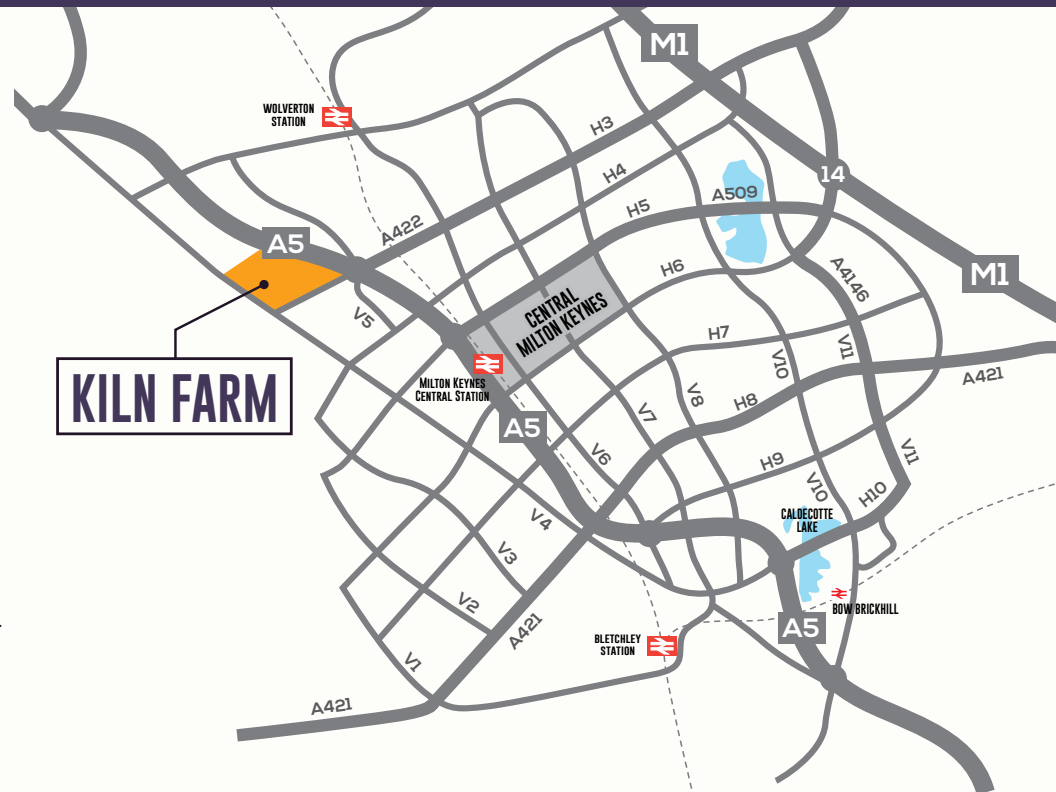 M1
WOLVERTON
STATION
H3
14
H4
A509
H5
A422
A5
H6
A4146
M1
CENTRAL
MILTON KEYNES
V5
H7
V11
V10
MILTON KEYNES
CENTRAL STATION
A421
KILN FARM
V8
H8
V7
A5
V6
V11
H9
V10
H10
CALDECOTTE
LAKE
V4
V3
BOW BRICKHILL
V2
A421
A5
BLETCHLEY
STATION
V1
A421